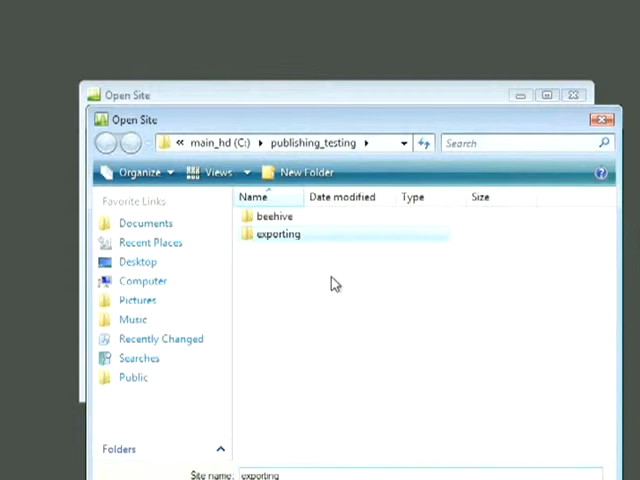 Open Site
Open Site
« main_hd (C:) publishing_testing Search
Organize Views New Folder ?
Favorite Links Name Date modified Type Size
Documents beehive
Recent Places exporting
Desktop
Computer
Pictures
Music
Recently Changed
Searches
Public
Folders
Site name: exporting